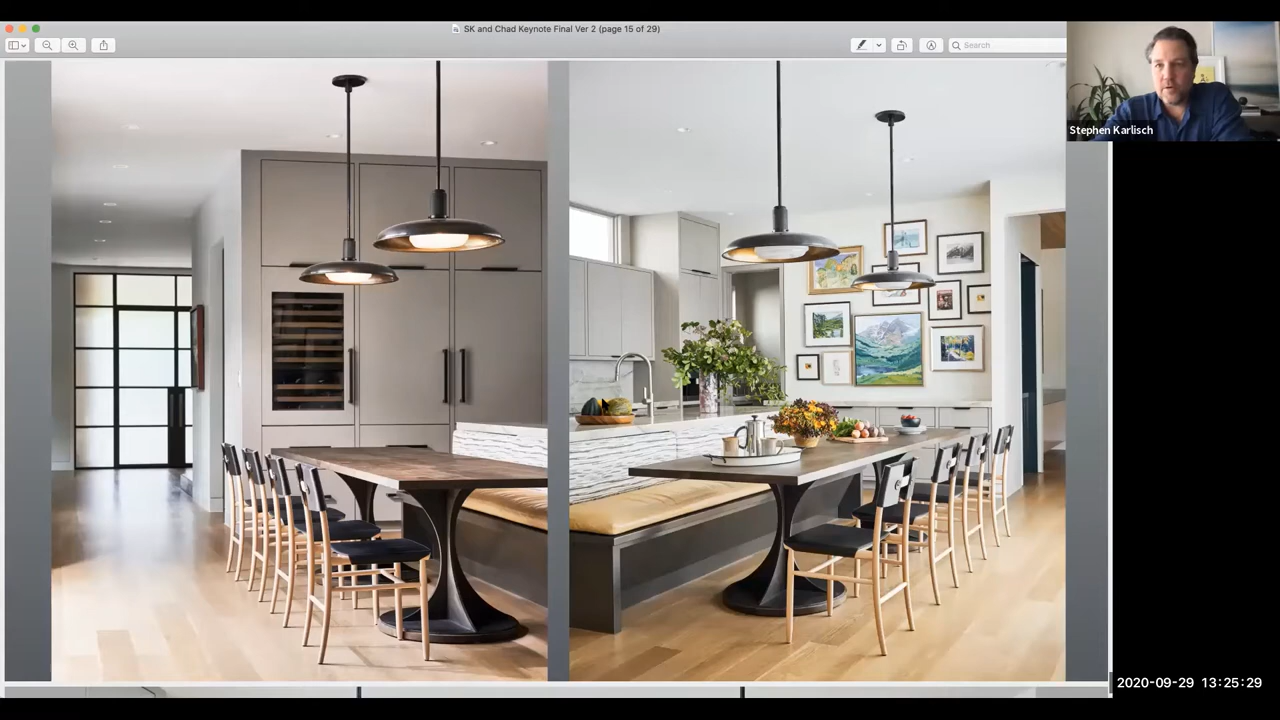 SK and Chad Keynote Final Ver 2 (page 15 of 29)
Search
Stephen Karlisch
2020-09-29 13:25:29